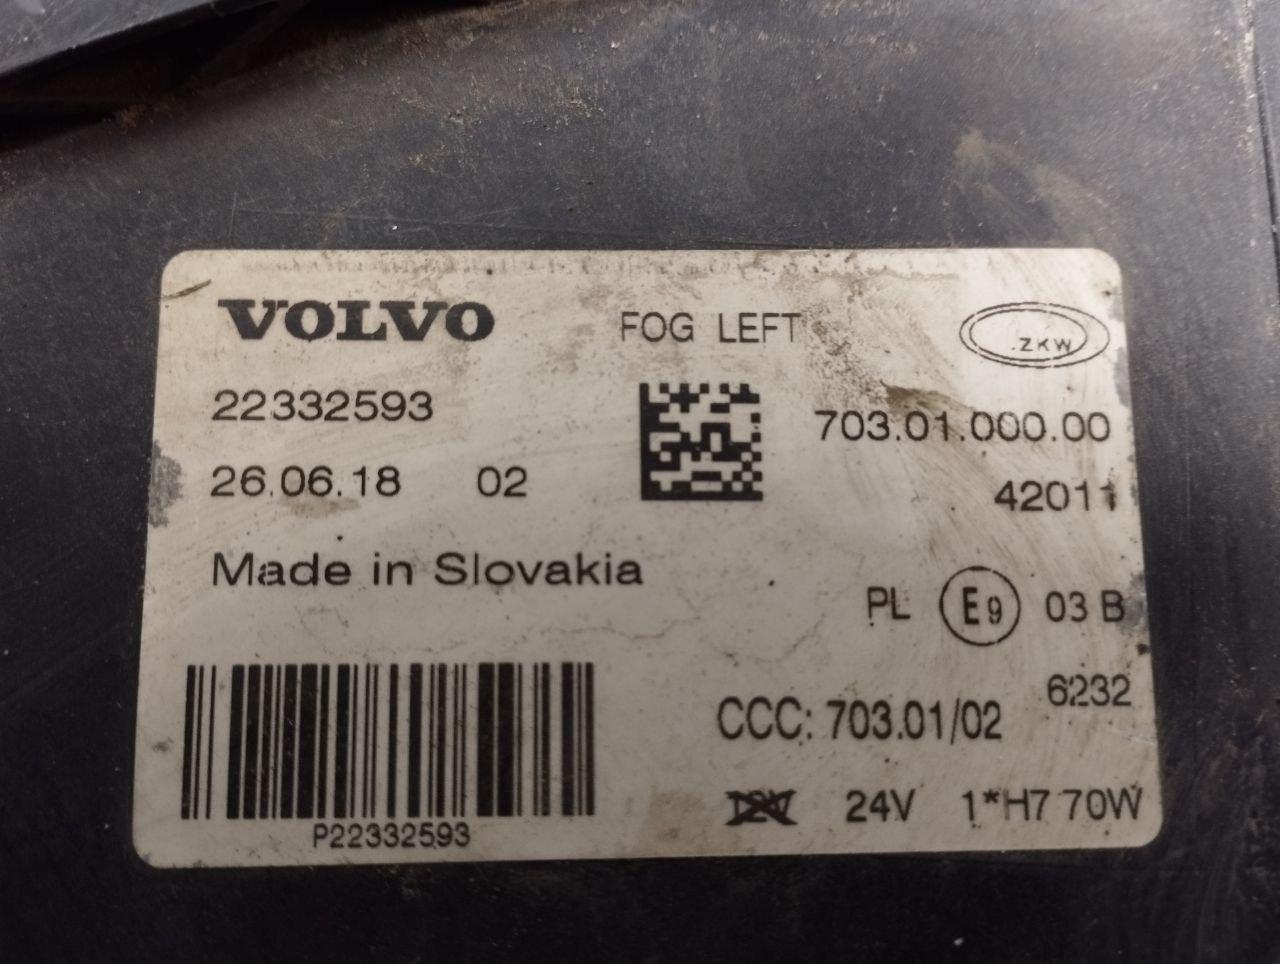 VOLVO FOG LEFT ZKW
22332593 703.01.000.00
26.06.18 02 42011
Made in Slovakia
PL E9 03 B
6232
CCC: 703.01/02
12V 24V 1*H7 70W
P22332593